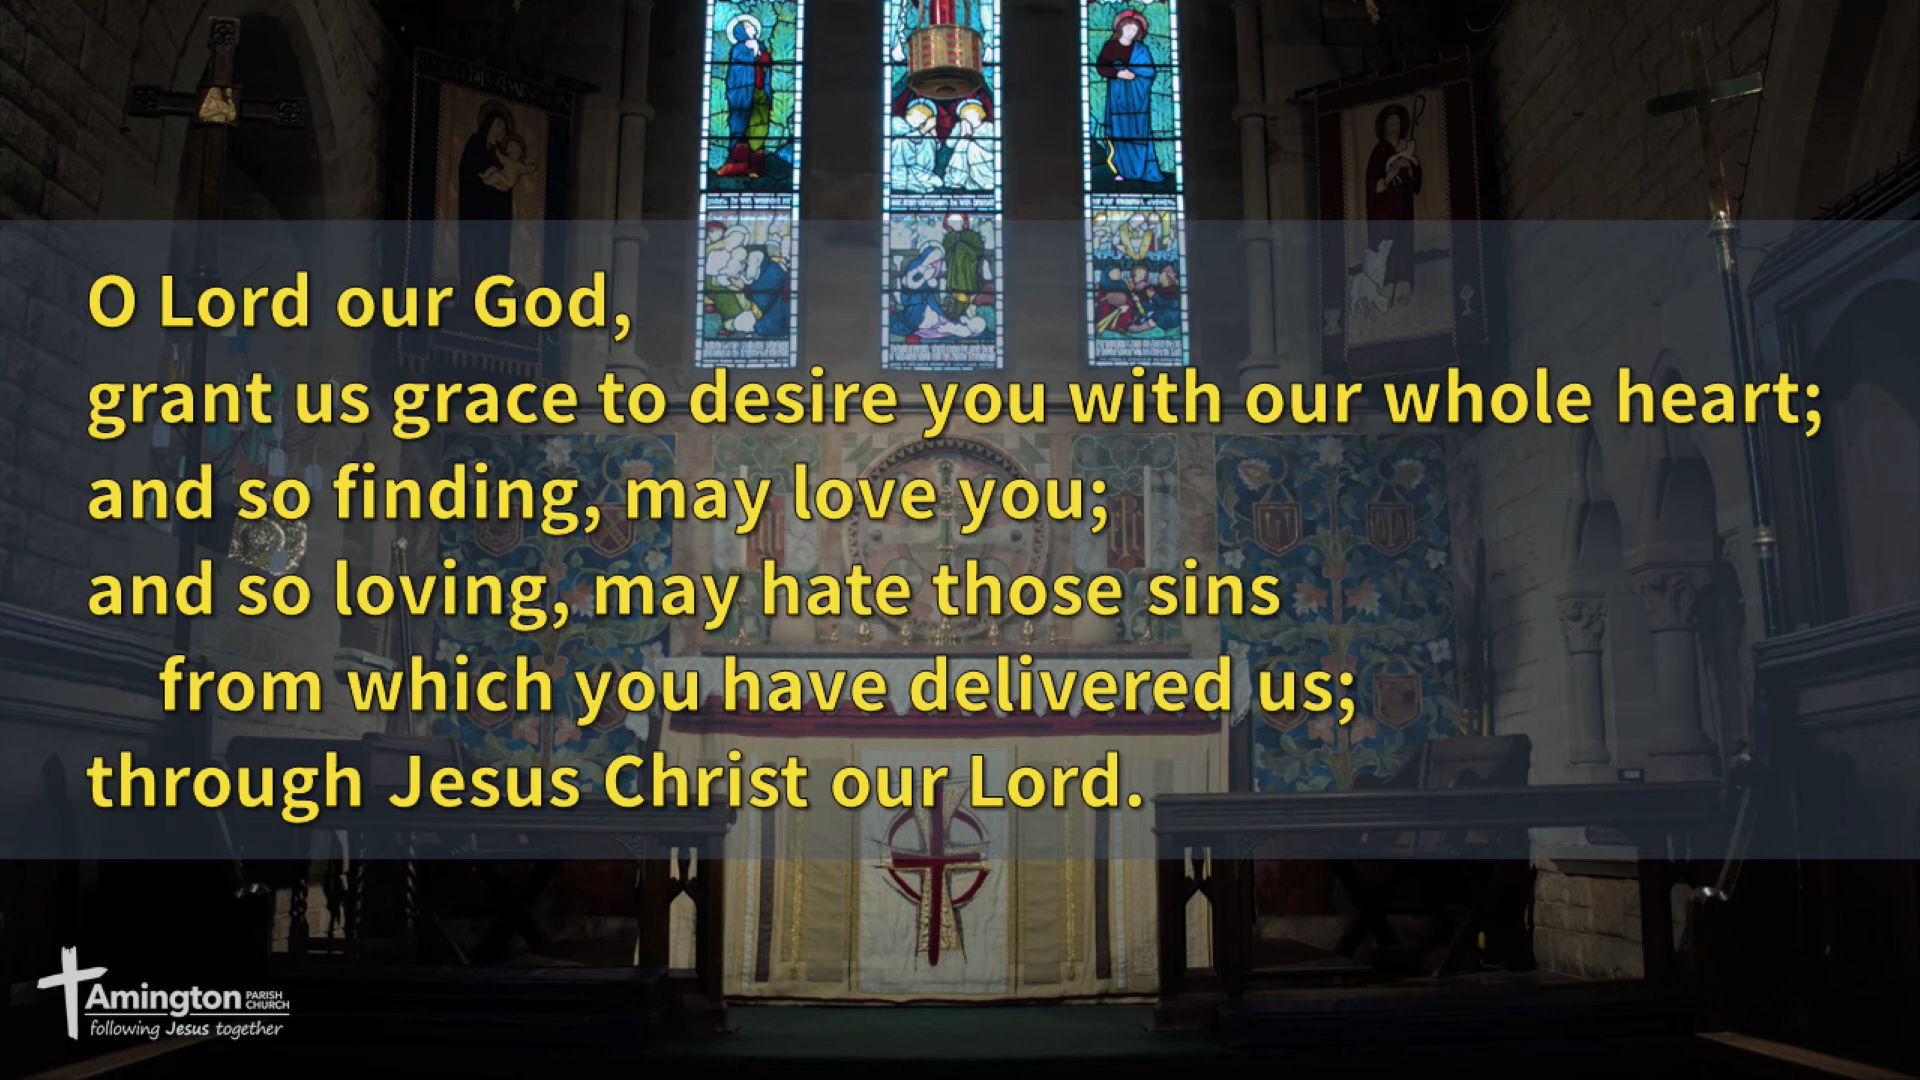 O Lord our God,
grant us grace to desire you with our whole heart;
and so finding, may love you;
and so loving, may hate those sins
from which you have delivered us;
through Jesus Christ our Lord.
Amington PARISH CHURCH
following Jesus together